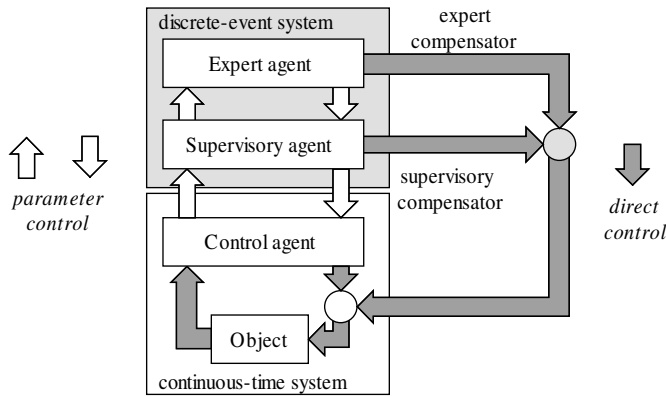 discrete-event system
expert
compensator
Expert agent
Supervisory agent
supervisory
compensator
parameter
control
direct
control
Control agent
Object
continuous-time system